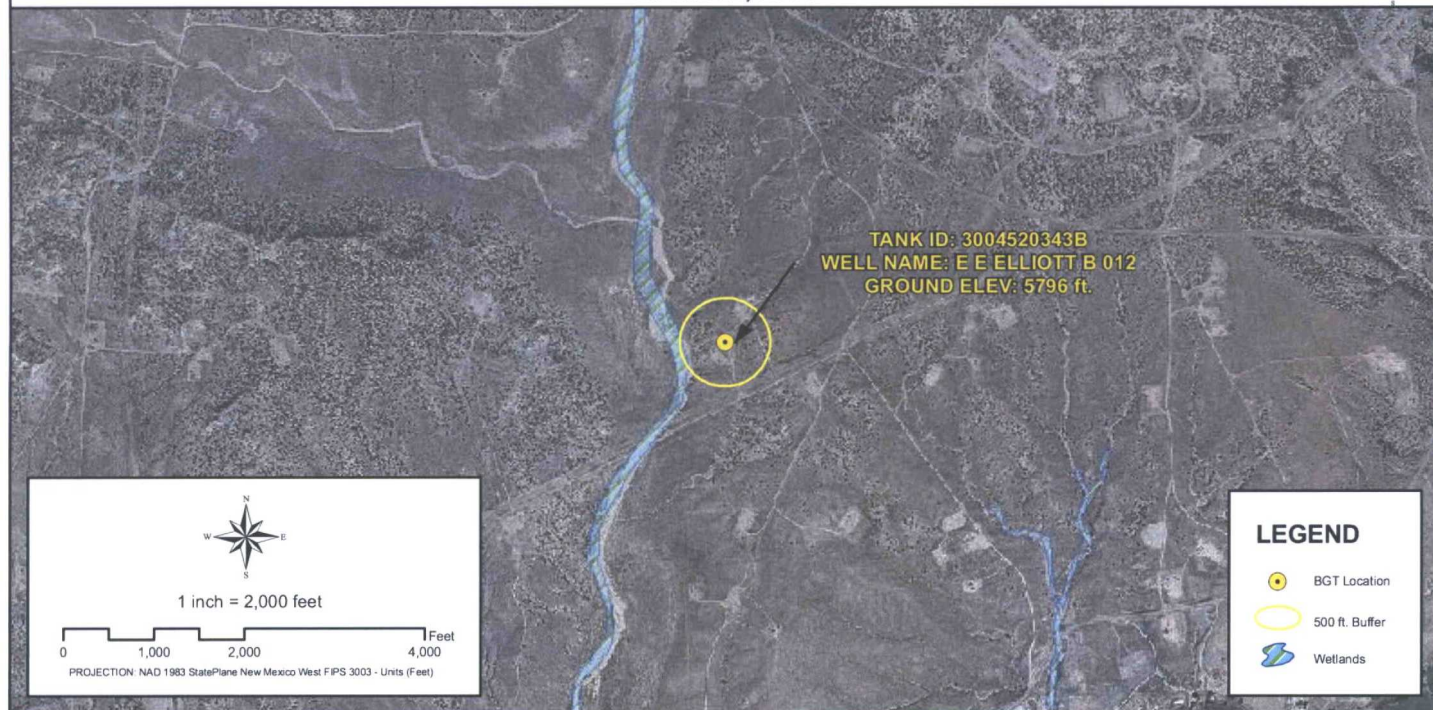 TANK ID: 3004520343B
WELL NAME: E E ELLIOTT B 012
GROUND ELEV: 5796 ft.
N
W
E
S
1 inch = 2,000 feet
Feet
0 1,000 2,000 4,000
PROJECTION: NAD 1983 StatePlane New Mexico West FIPS 3003 - Units (Feet)
LEGEND
BGT Location
500 ft. Buffer
Wetlands